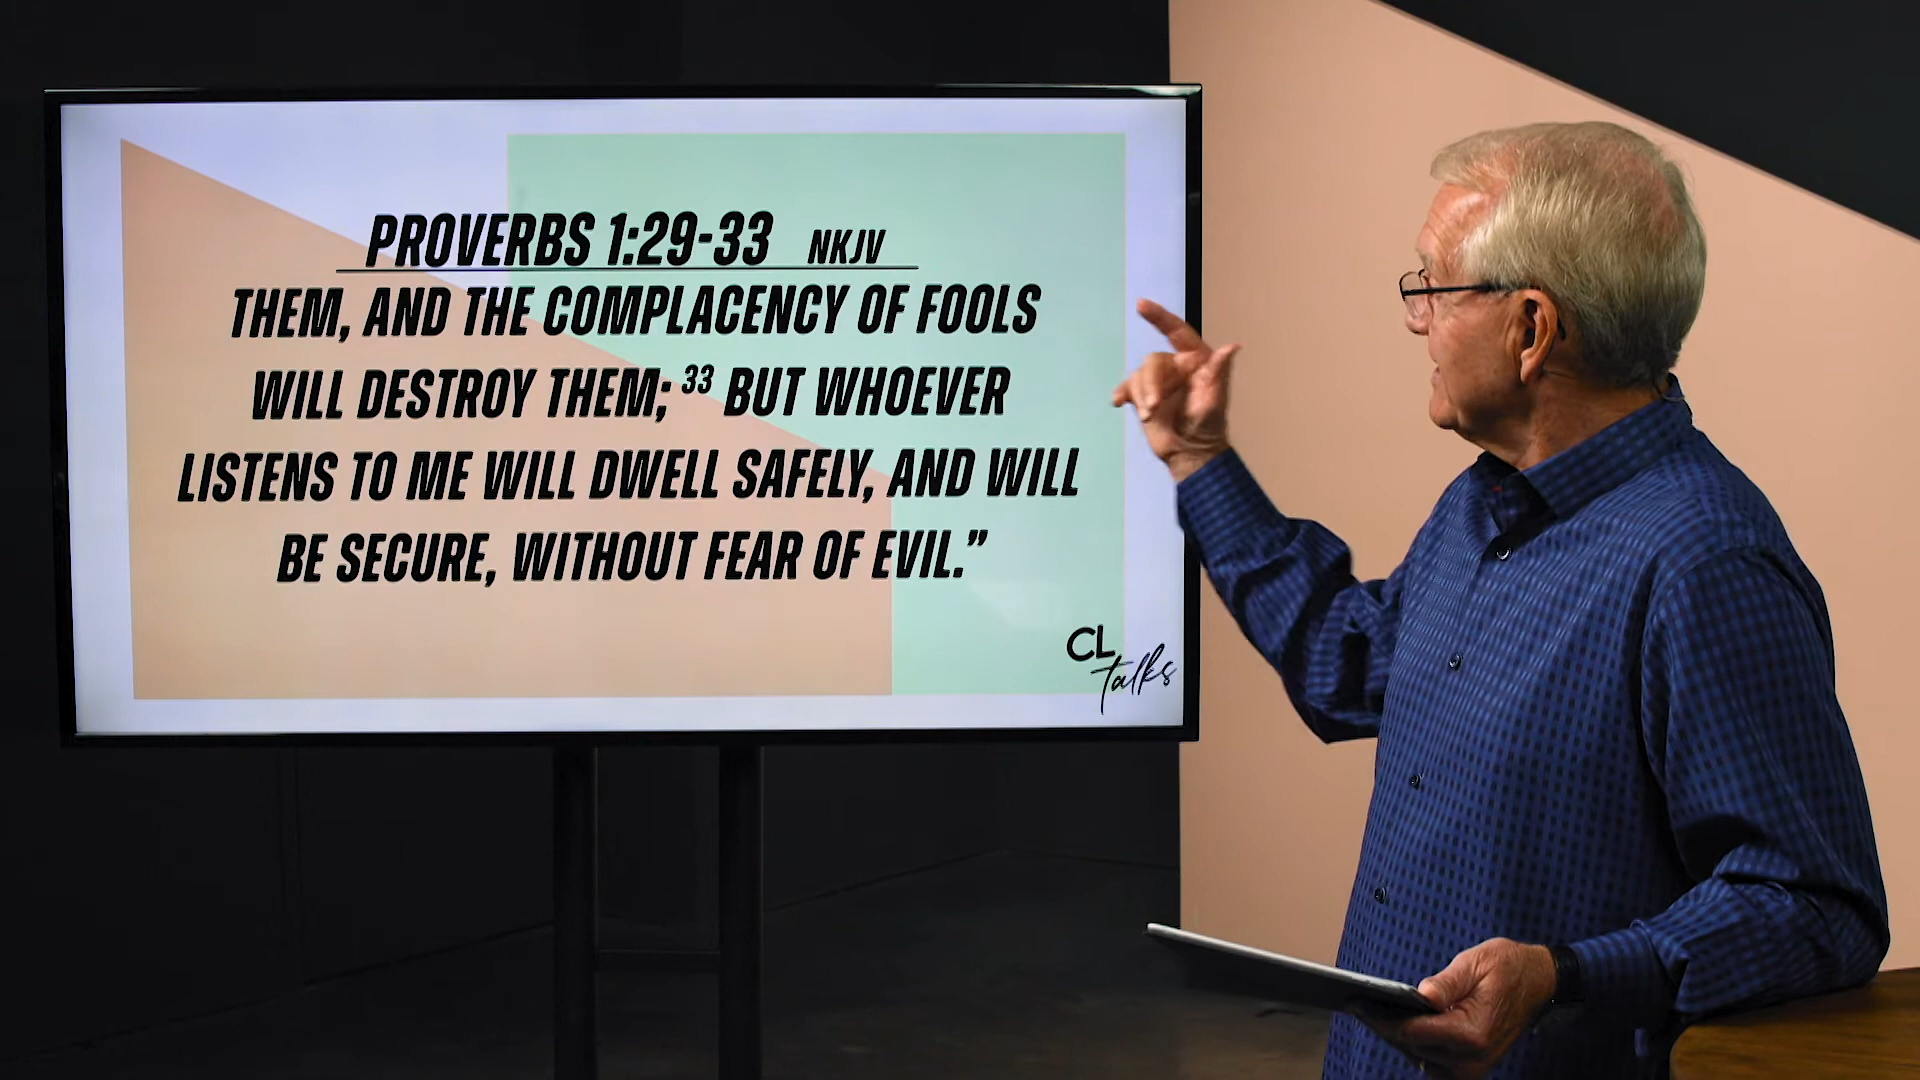 PROVERBS 1:29-33 NKJV
THEM, AND THE COMPLACENCY OF FOOLS
WILL DESTROY THEM; 33 BUT WHOEVER
LISTENS TO ME WILL DWELL SAFELY, AND WILL
BE SECURE, WITHOUT FEAR OF EVIL.”
CL
talks